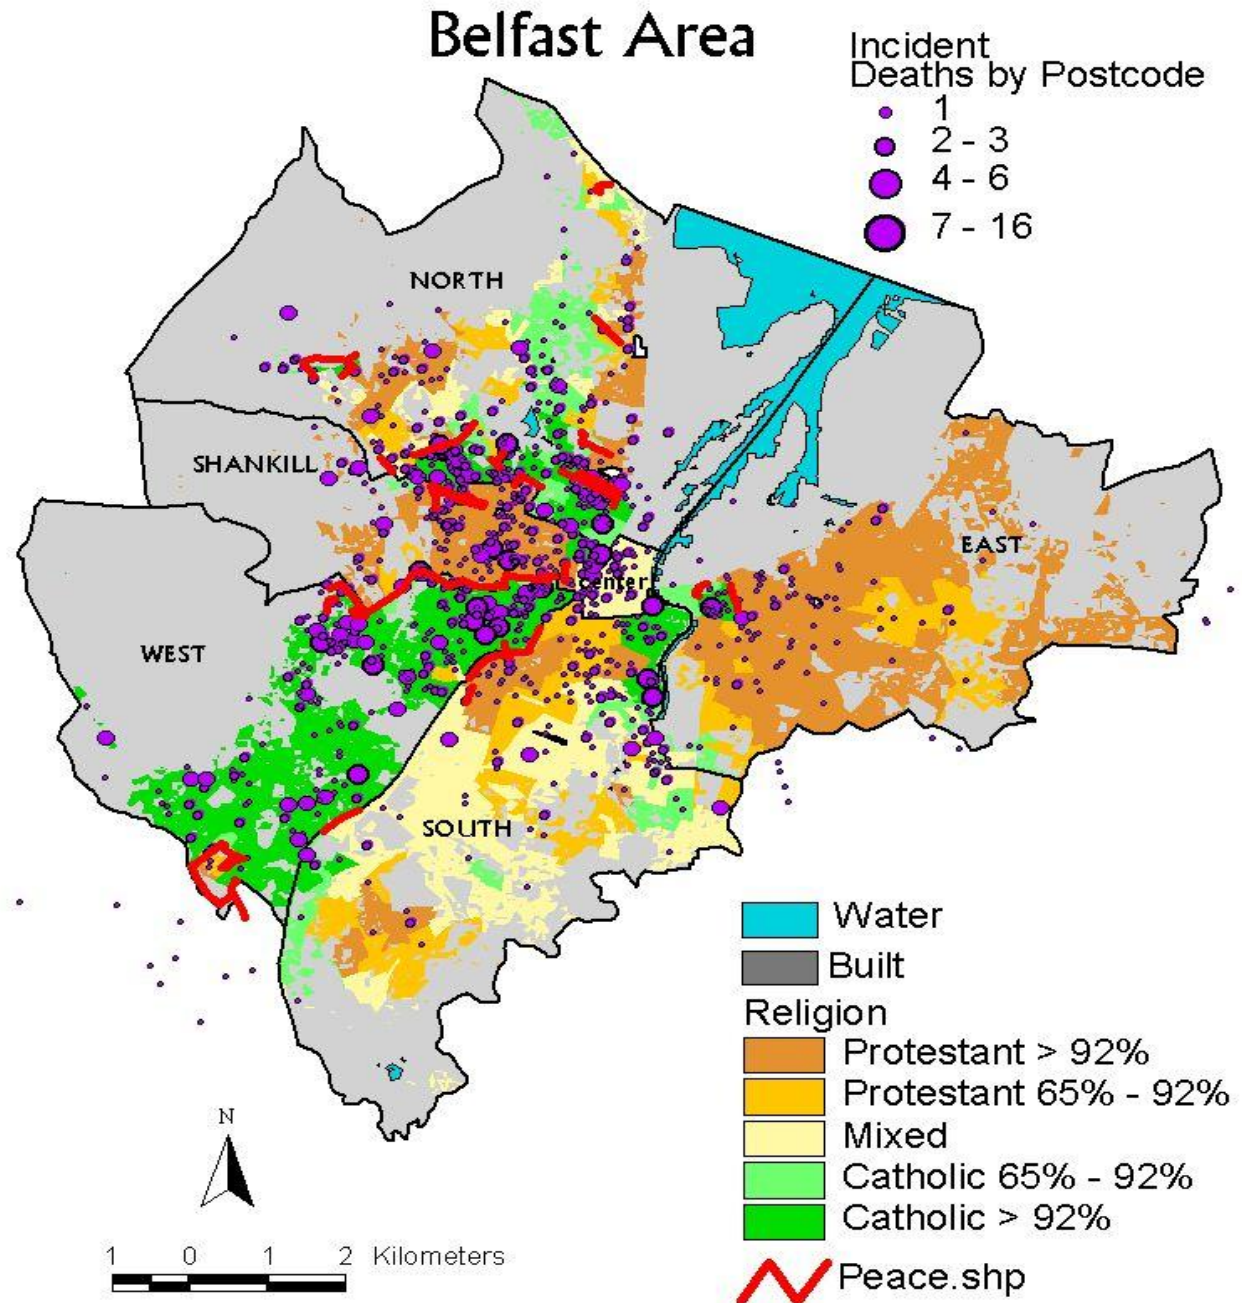 Belfast Area
Incident
Deaths by Postcode
1
2 - 3
4 - 6
7 - 16
NORTH
SHANKILL
EAST
center
WEST
SOUTH
Water
Built
Religion
Protestant > 92%
Protestant 65% - 92%
Mixed
Catholic 65% - 92%
Catholic > 92%
Peace.shp
N
1 0 1 2 Kilometers